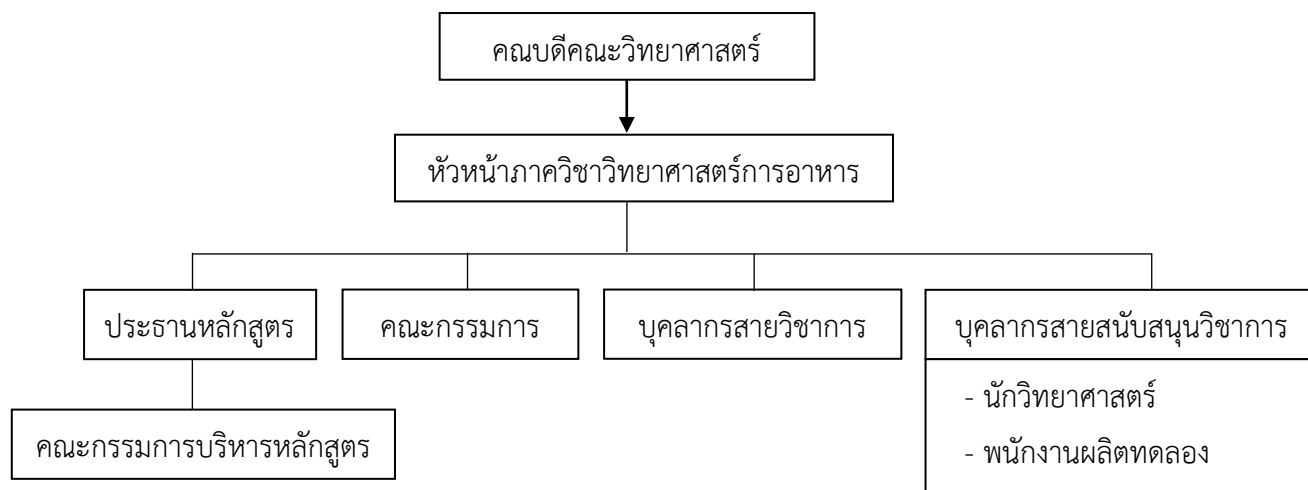 คณบดีคณะวิทยาศาสตร์
หัวหน้าภาควิชาวิทยาศาสตร์การอาหาร
ประธานหลักสูตร
คณะกรรมการ
บุคลากรสายวิชาการ
บุคลากรสายสนับสนุนวิชาการ
คณะกรรมการบริหารหลักสูตร
- นักวิทยาศาสตร์
- พนักงานผลิตทดลอง